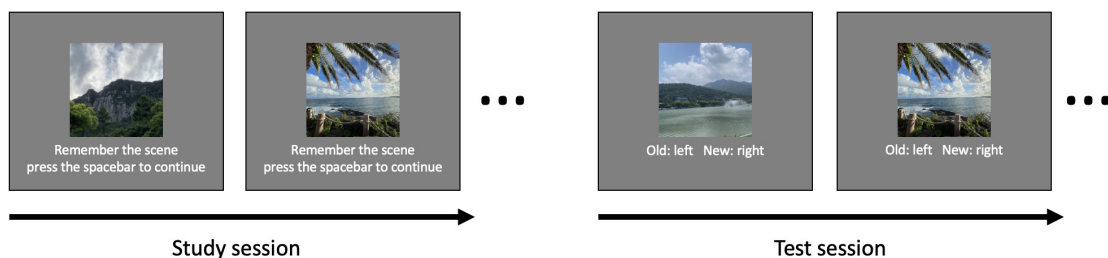 Remember the scene
press the spacebar to continue
Remember the scene
press the spacebar to continue
Old: left New: right
Old: left New: right
Study session
Test session